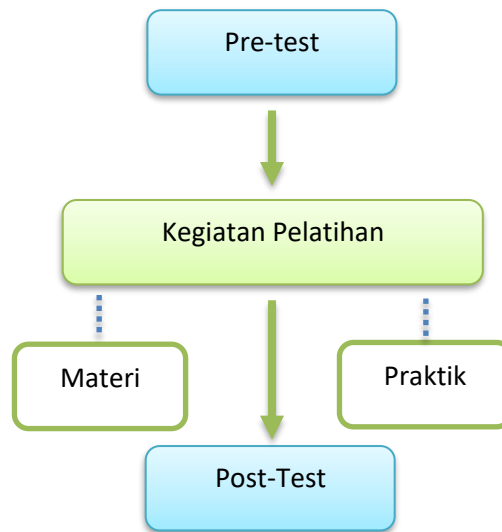 Pre-test
Kegiatan Pelatihan
Materi
Praktik
Post-Test